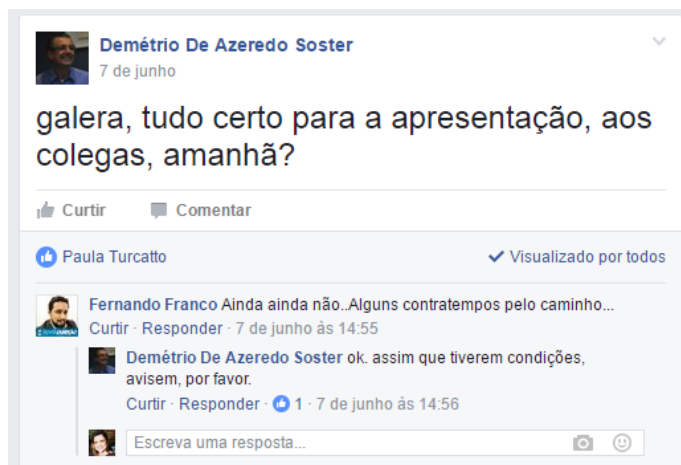 Demétrio De Azeredo Soster
7 de junho
galera, tudo certo para a apresentação, aos
colegas, amanhã?
Curtir Comentar
Paula Turcatto Visualizado por todos
Fernando Franco Ainda ainda não..Alguns contratempos pelo caminho...
Curtir · Responder · 7 de junho às 14:55
Demétrio De Azeredo Soster ok. assim que tiverem condições,
avisem, por favor.
Curtir · Responder · 1 · 7 de junho às 14:56
Escreva uma resposta...